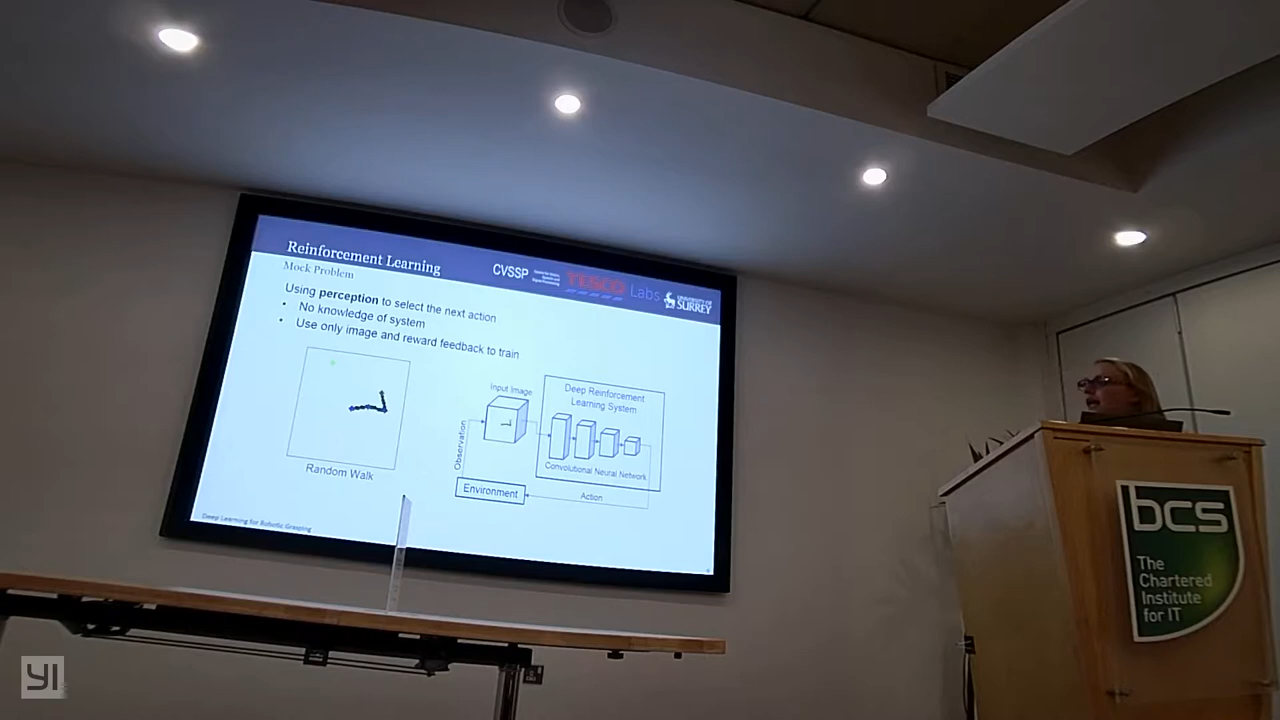 Reinforcement Learning
Mock Problem
CVSSP
TESCO Labs
UNIVERSITY OF
SURREY
Using perception to select the next action
• No knowledge of system
• Use only image and reward feedback to train
Random Walk
Input Image
Deep Reinforcement
Learning System
Convolutional Neural Network
Observation
Environment
Action
Deep Learning for Robotic Grasping
bcs
The
Chartered
Institute
for IT
YI